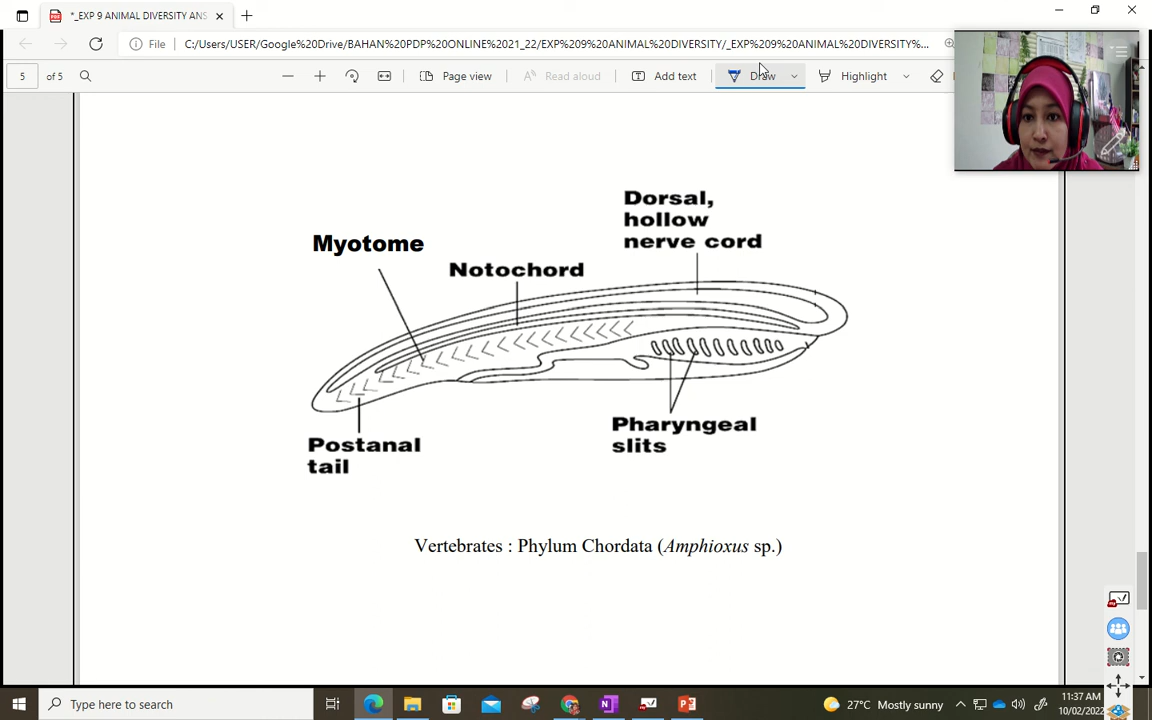 *_EXP 9 ANIMAL DIVERSITY ANS
File
C:/Users/USER/Google%20Drive/BAHAN%20PDP%20ONLINE%2021_22/EXP%209%20ANIMAL%20DIVERSITY/_EXP%209%20ANIMAL%20DIVERSITY%...
5 of 5
Page view
Read aloud
Add text
Draw
Highlight
Dorsal,
hollow
nerve cord
Myotome
Notochord
Pharyngeal
slits
Postanal
tail
Vertebrates : Phylum Chordata (Amphioxus sp.)
Type here to search
27°C Mostly sunny
11:37 AM
10/02/2022